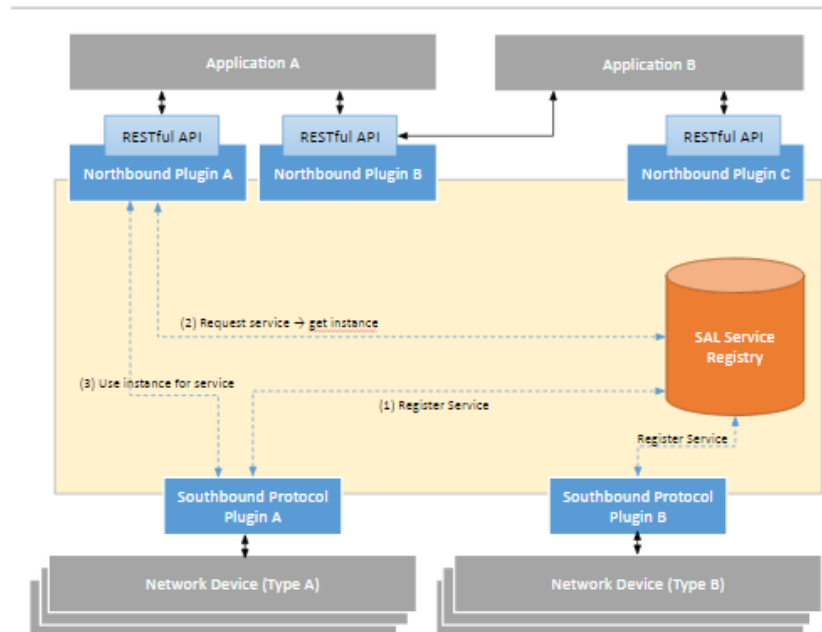 Application A
Application B
RESTful API
RESTful API
RESTful API
Northbound Plugin A
Northbound Plugin B
Northbound Plugin C
(2) Request service → get instance
SAL Service
Registry
(3) Use instance for service
(1) Register Service
Register Service
Southbound Protocol
Plugin A
Southbound Protocol
Plugin B
Network Device (Type A)
Network Device (Type B)